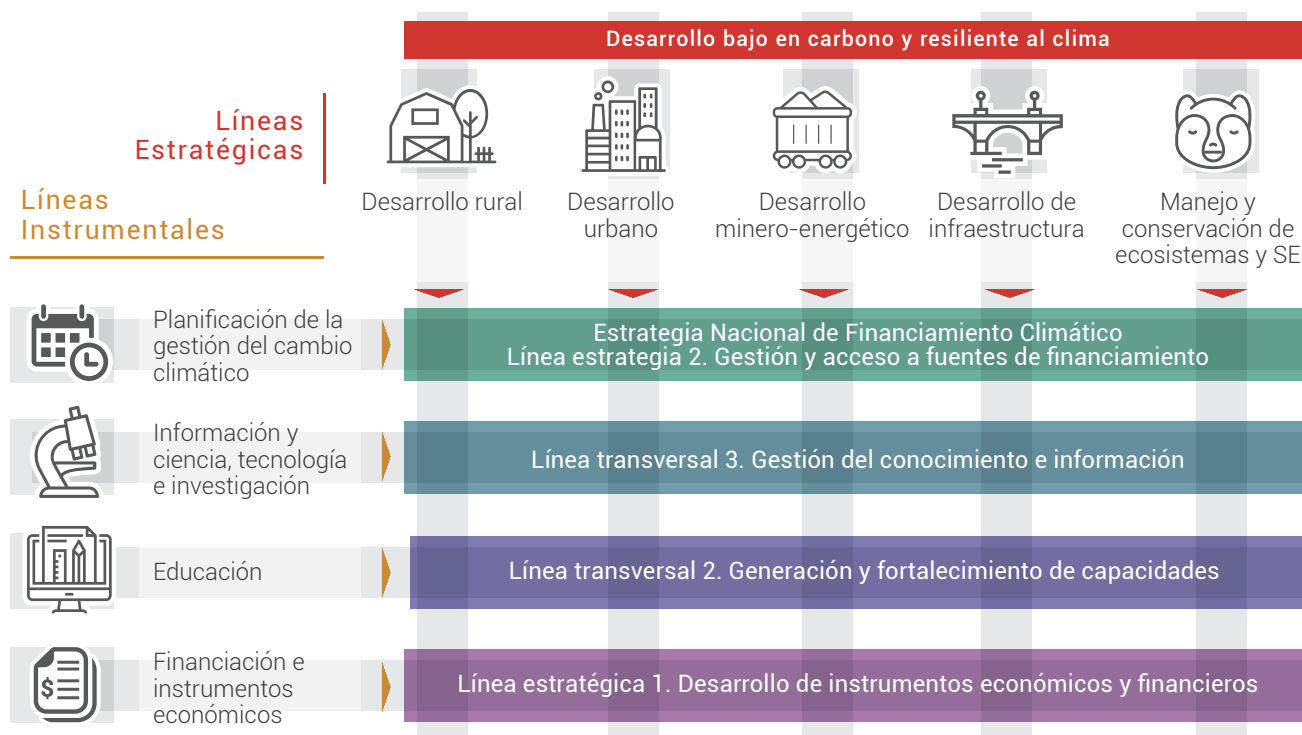 Desarrollo bajo en carbono y resiliente al clima
Líneas
Estratégicas
Líneas
Instrumentales
Desarrollo rural
Desarrollo
urbano
Desarrollo
minero-energético
Desarrollo de
infraestructura
Manejo y
conservación de
ecosistemas y SE
Planificación de la
gestión del cambio
climático
Estrategia Nacional de Financiamiento Climático
Línea estrategia 2. Gestión y acceso a fuentes de financiamiento
Información y
ciencia, tecnología
e investigación
Línea transversal 3. Gestión del conocimiento e información
Educación
Línea transversal 2. Generación y fortalecimiento de capacidades
$
Financiación e
instrumentos
económicos
Línea estratégica 1. Desarrollo de instrumentos económicos y financieros